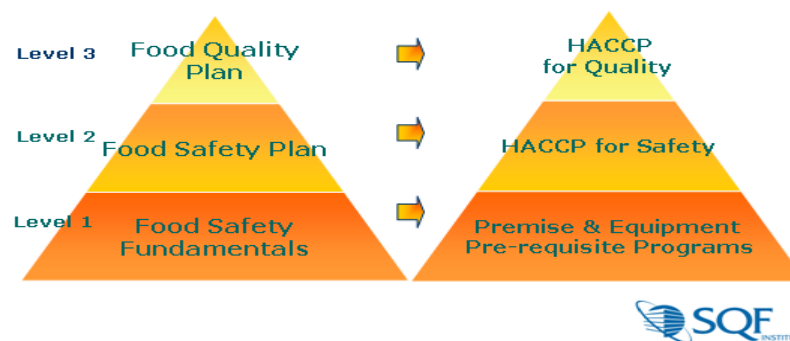 Level 3
Food Quality
Plan
HACCP
for Quality
Level 2
Food Safety Plan
HACCP for Safety
Level 1
Food Safety
Fundamentals
Premise & Equipment
Pre-requisite Programs
SQF
INSTITUTE